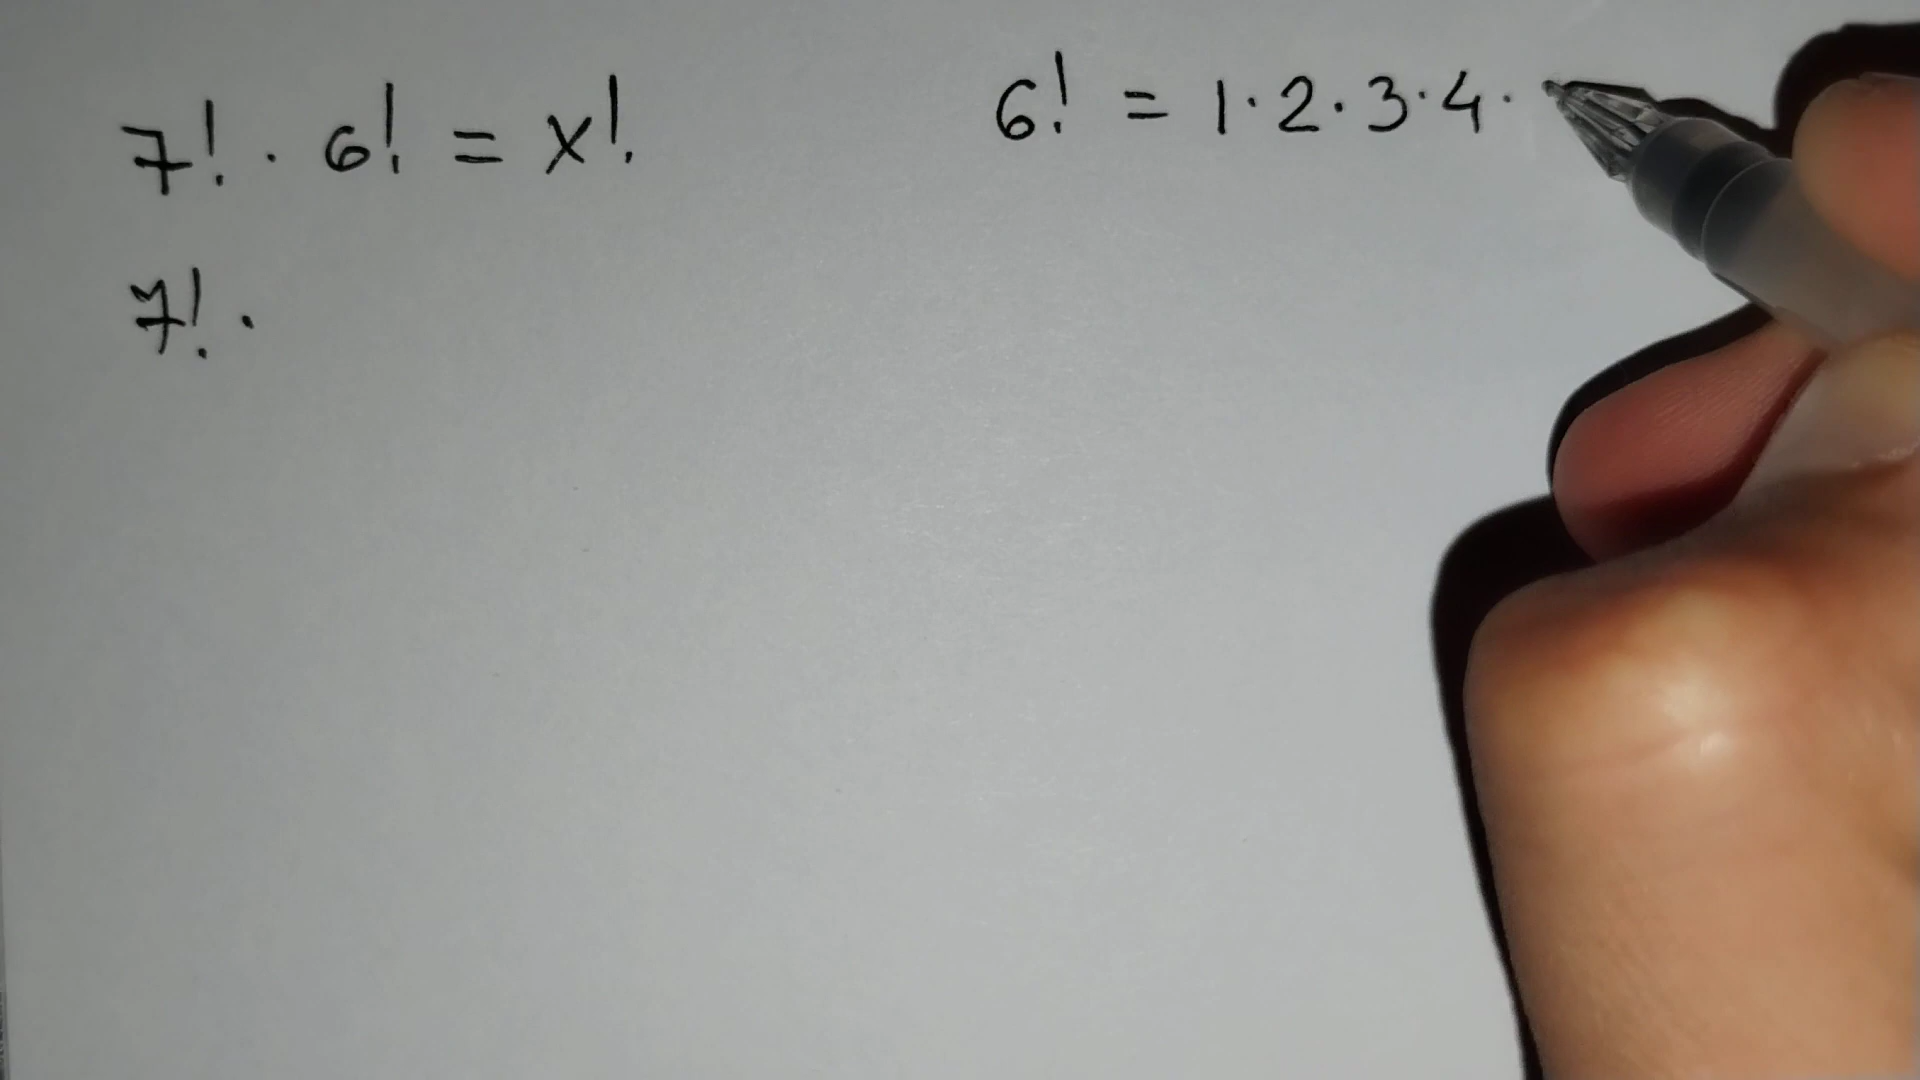 7! · 6! = x!
6! = 1·2·3·4·
7! ·